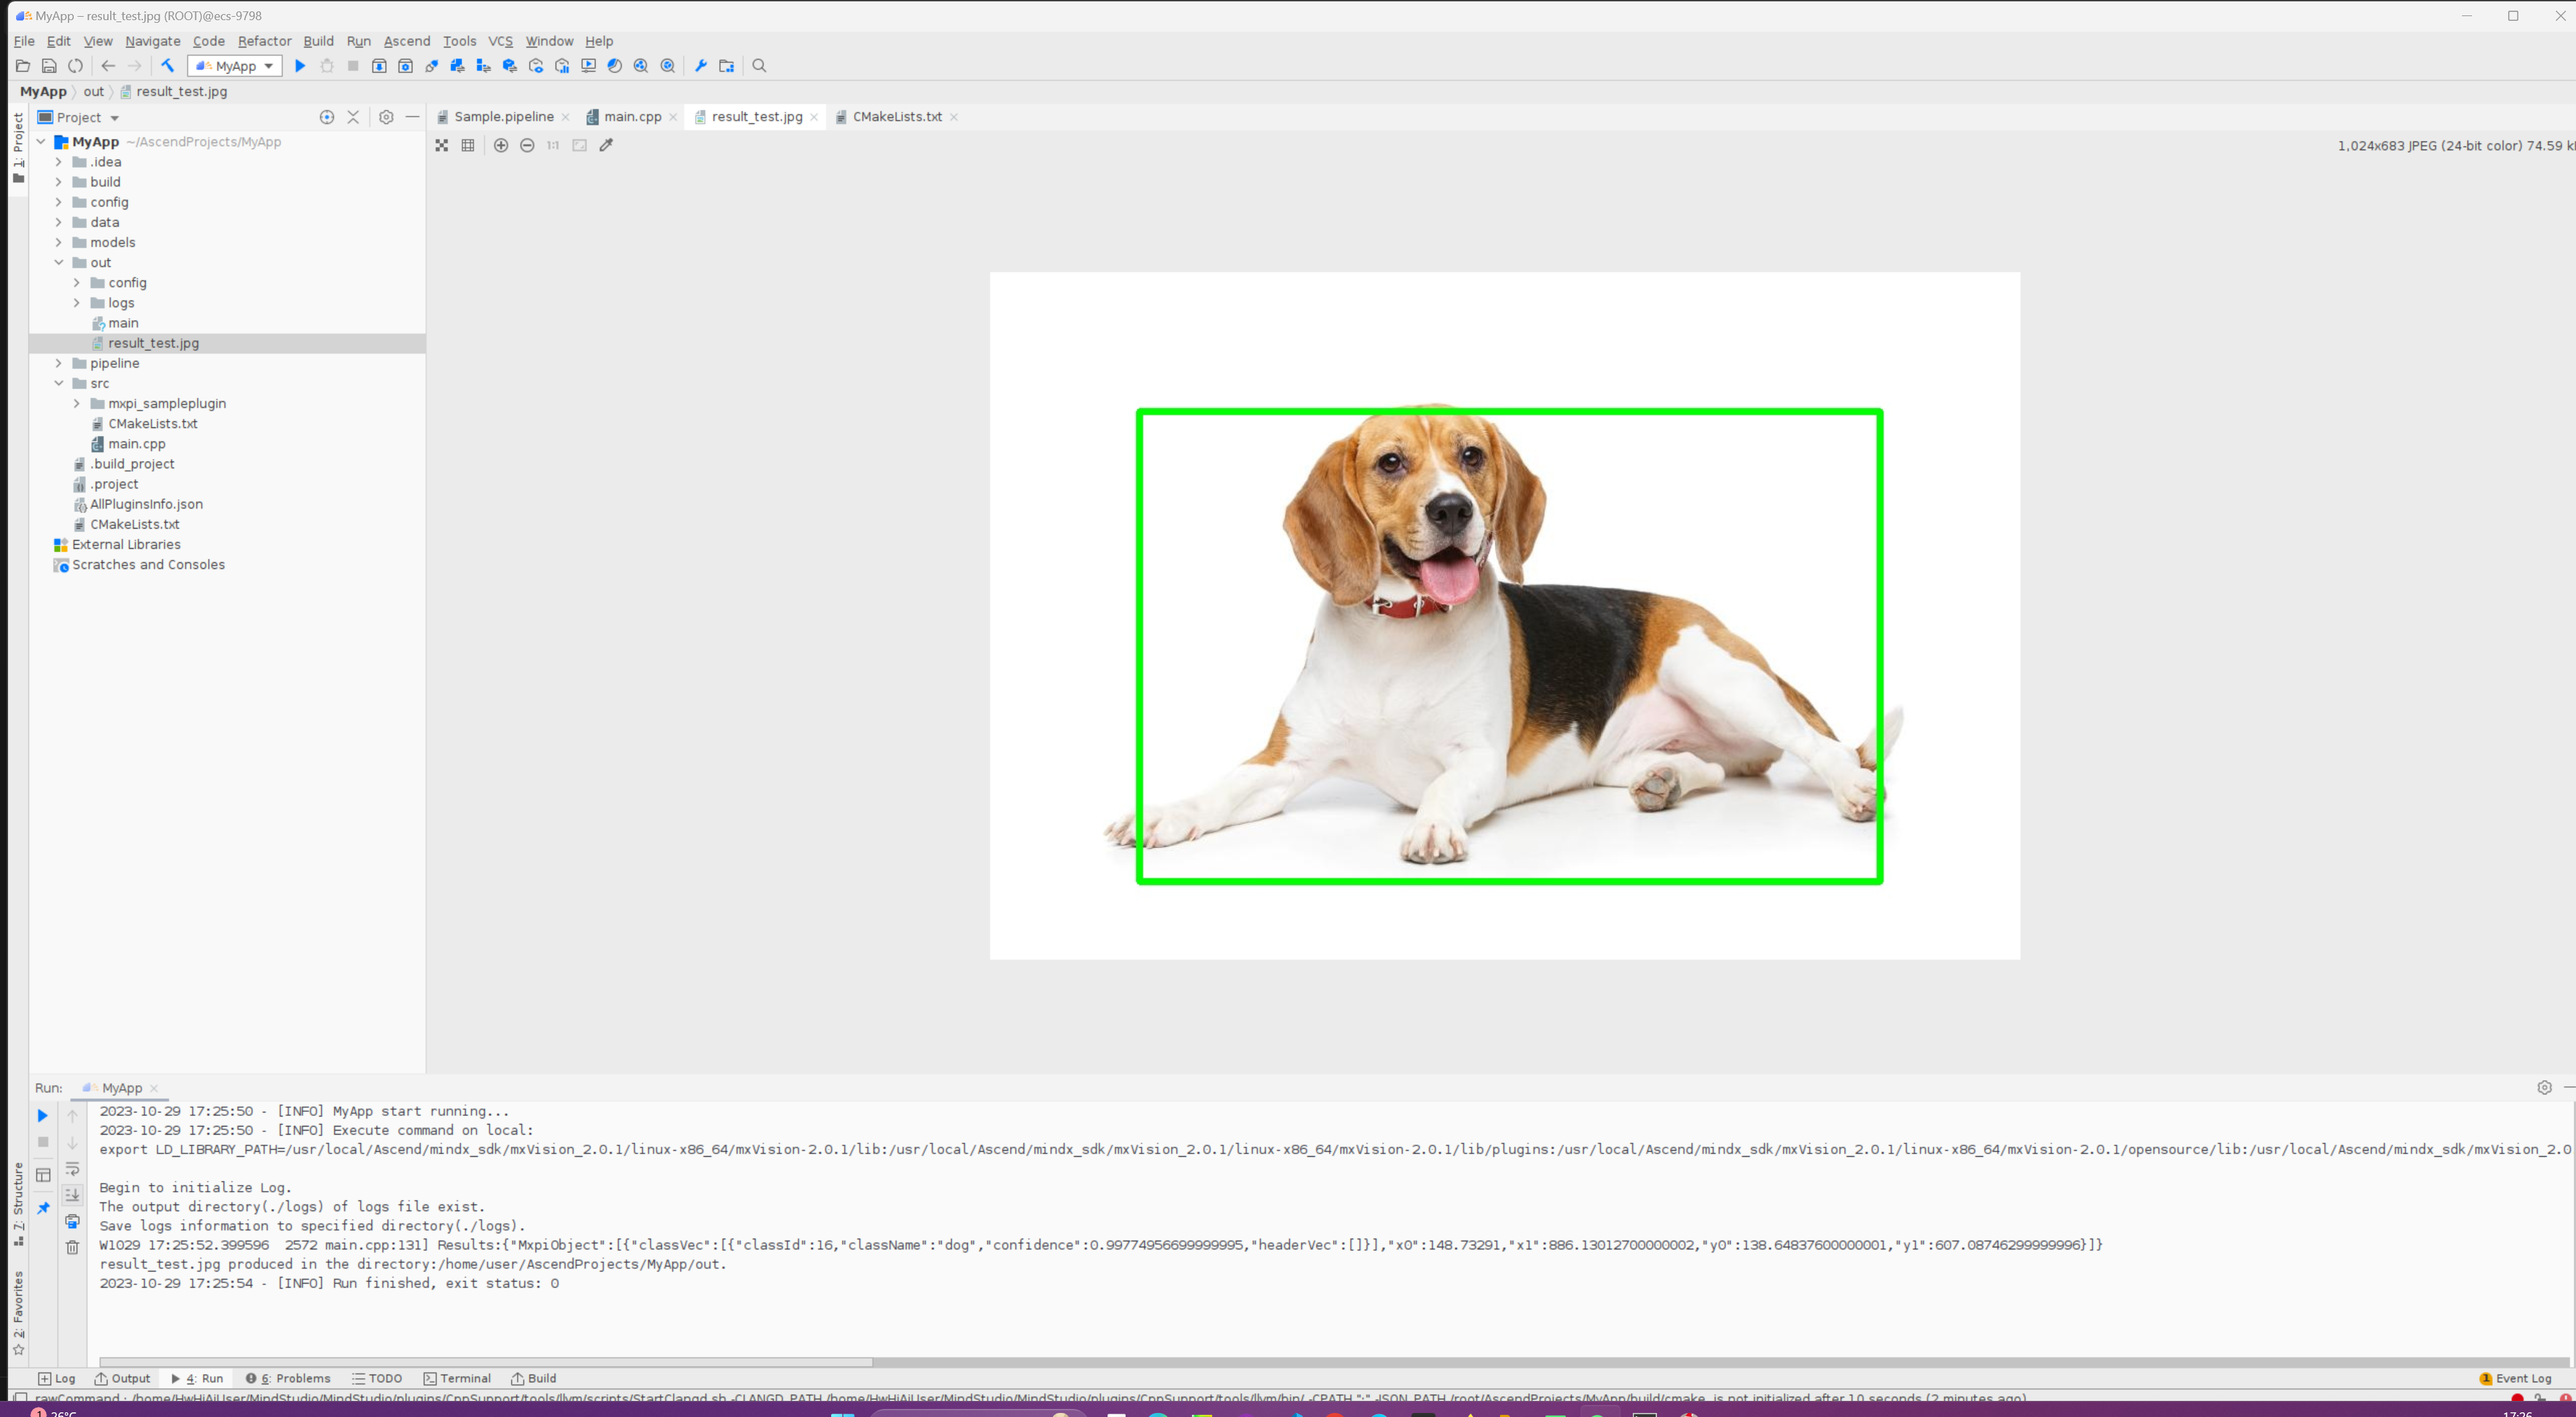 MyApp – result_test.jpg (ROOT)@ecs-9798
File Edit View Navigate Code Refactor Build Run Ascend Tools VCS Window Help
MyApp
MyApp out result_test.jpg
1: Project
Project
Sample.pipeline main.cpp result_test.jpg CMakeLists.txt
MyApp ~/AscendProjects/MyApp
1:1
1,024x683 JPEG (24-bit color) 74.59
.idea
build
config
data
models
out
config
logs
main
result_test.jpg
pipeline
src
mxpi_sampleplugin
CMakeLists.txt
main.cpp
.build_project
.project
AllPluginsInfo.json
CMakeLists.txt
External Libraries
Scratches and Consoles
Run: MyApp
2023-10-29 17:25:50 - [INFO] MyApp start running...
2023-10-29 17:25:50 - [INFO] Execute command on local:
export LD_LIBRARY_PATH=/usr/local/Ascend/mindx_sdk/mxVision_2.0.1/linux-x86_64/mxVision-2.0.1/lib:/usr/local/Ascend/mindx_sdk/mxVision_2.0.1/linux-x86_64/mxVision-2.0.1/lib/plugins:/usr/local/Ascend/mindx_sdk/mxVision_2.0.1/linux-x86_64/mxVision-2.0.1/opensource/lib:/usr/local/Ascend/mindx_sdk/mxVision_2.0
Begin to initialize Log.
The output directory(./logs) of logs file exist.
Save logs information to specified directory(./logs).
W1029 17:25:52.399596 2572 main.cpp:131] Results:{"MxpiObject":[{"classVec":[{"classId":16,"className":"dog","confidence":0.99774956699999995,"headerVec":[]}],"x0":148.73291,"x1":886.13012700000002,"y0":138.64837600000001,"y1":607.08746299999996}]}
result_test.jpg produced in the directory:/home/user/AscendProjects/MyApp/out.
2023-10-29 17:25:54 - [INFO] Run finished, exit status: 0
7: Structure
2: Favorites
Log Output 4: Run 6: Problems TODO Terminal Build
1 Event Log
rawCommand : /home/HwHiAiUser/MindStudio/MindStudio/plugins/CppSupport/tools/llvm/scripts/StartClangd.sh -CLANGD_PATH /home/HwHiAiUser/MindStudio/MindStudio/plugins/CppSupport/tools/llvm/bin/ -CPATH ":" -JSON_PATH /root/AscendProjects/MyApp/build/cmake is not initialized after 10 seconds (2 minutes ago)
1 26°C
17:26